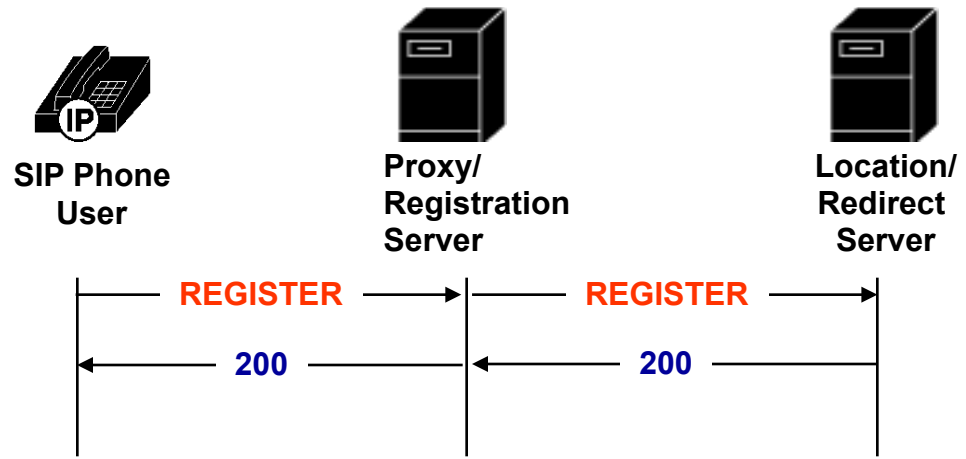 IP
SIP Phone
User
Proxy/
Registration
Server
Location/
Redirect
Server
REGISTER
REGISTER
200
200